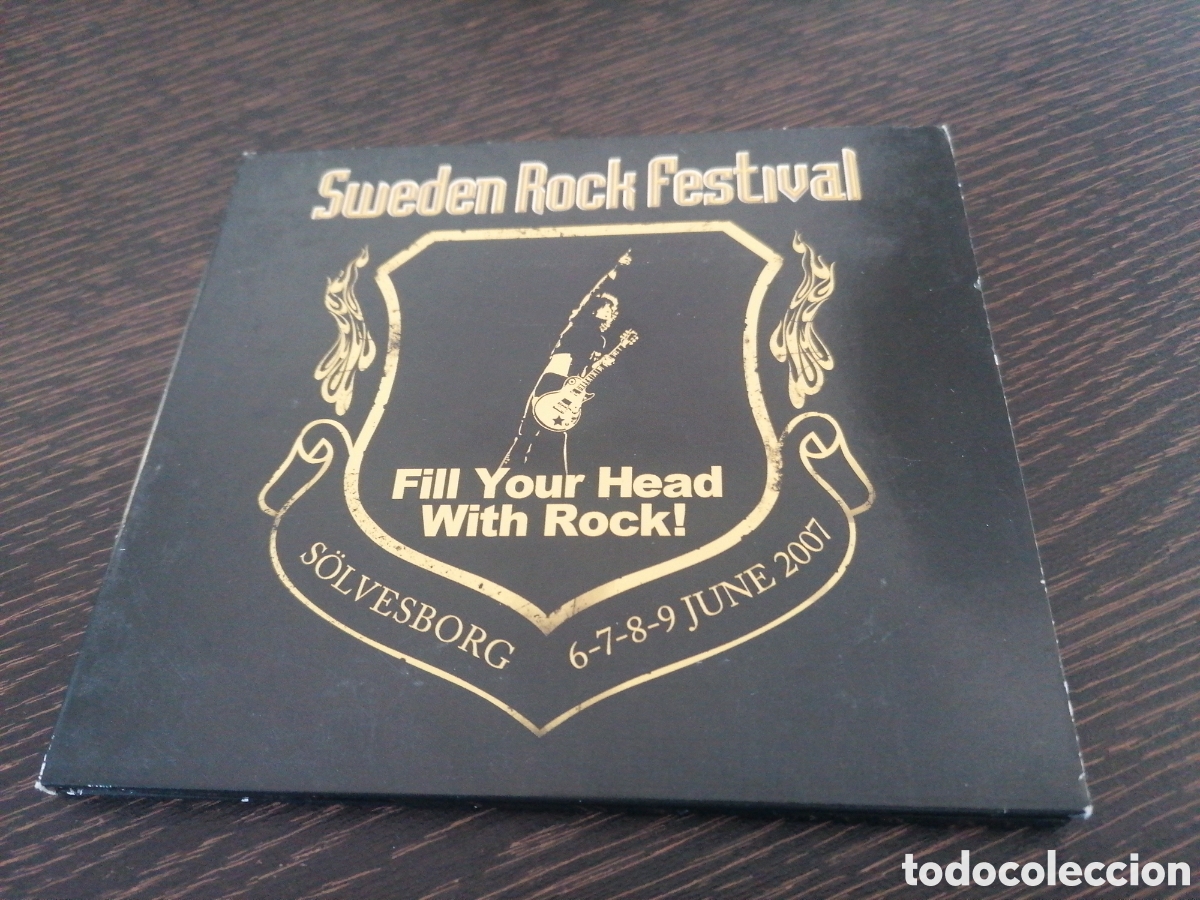 Sweden Rock Festival
Fill Your Head
With Rock!
SÖLVESBORG 6-7-8-9 JUNE 2007
todocoleccion